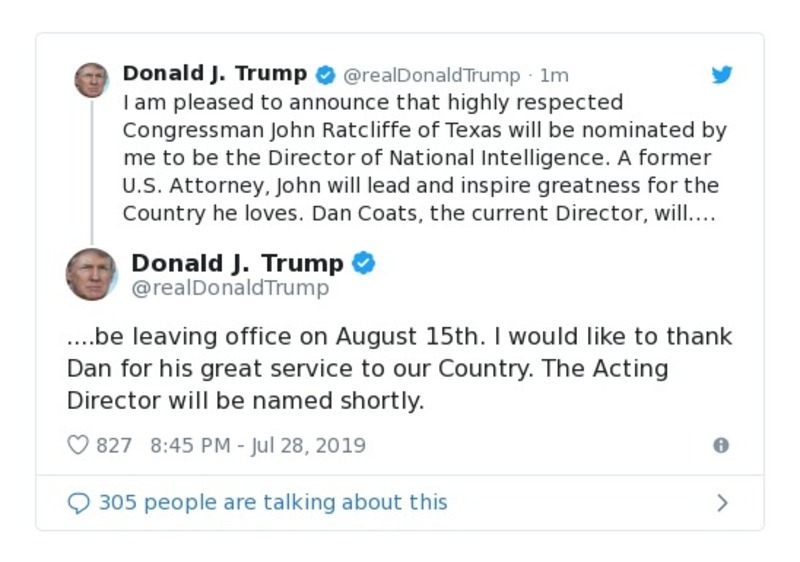 Donald J. Trump @realDonaldTrump · 1m
I am pleased to announce that highly respected
Congressman John Ratcliffe of Texas will be nominated by
me to be the Director of National Intelligence. A former
U.S. Attorney, John will lead and inspire greatness for the
Country he loves. Dan Coats, the current Director, will....
Donald J. Trump
@realDonaldTrump
....be leaving office on August 15th. I would like to thank
Dan for his great service to our Country. The Acting
Director will be named shortly.
827 8:45 PM - Jul 28, 2019
305 people are talking about this